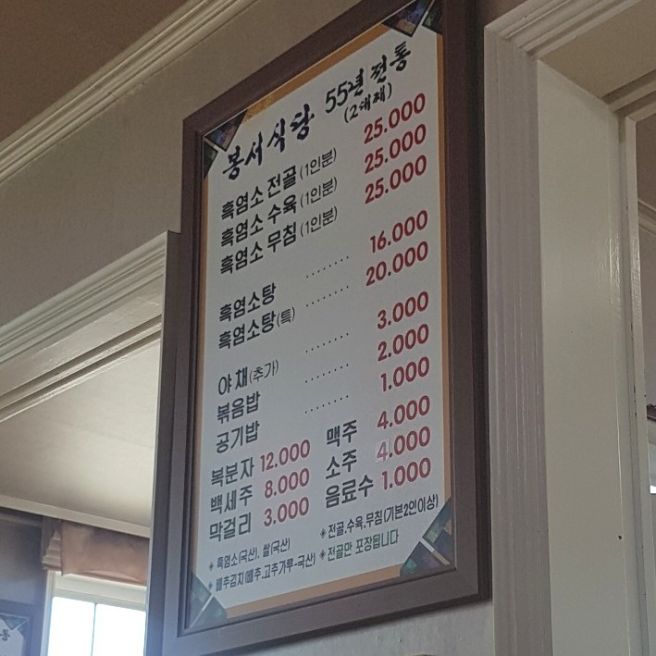 봉서식당 55년 전통
(2대째)
흑염소 전골 (1인분) 25.000
흑염소 수육 (1인분) 25.000
흑염소 무침 (1인분) 25.000
흑염소탕 ........ 16.000
흑염소탕(특) ........ 20.000
야채(추가) ........ 3.000
볶음밥 ........ 2.000
공기밥 ........ 1.000
복분자 12.000 맥주 4.000
백세주 8.000 소주 4.000
막걸리 3.000 음료수 1.000
* 흑염소(국산), 쌀(국산) * 전골.수육.무침(기본2인이상)
* 배추김치(배추.고추가루-국산) * 전골만 포장됩니다